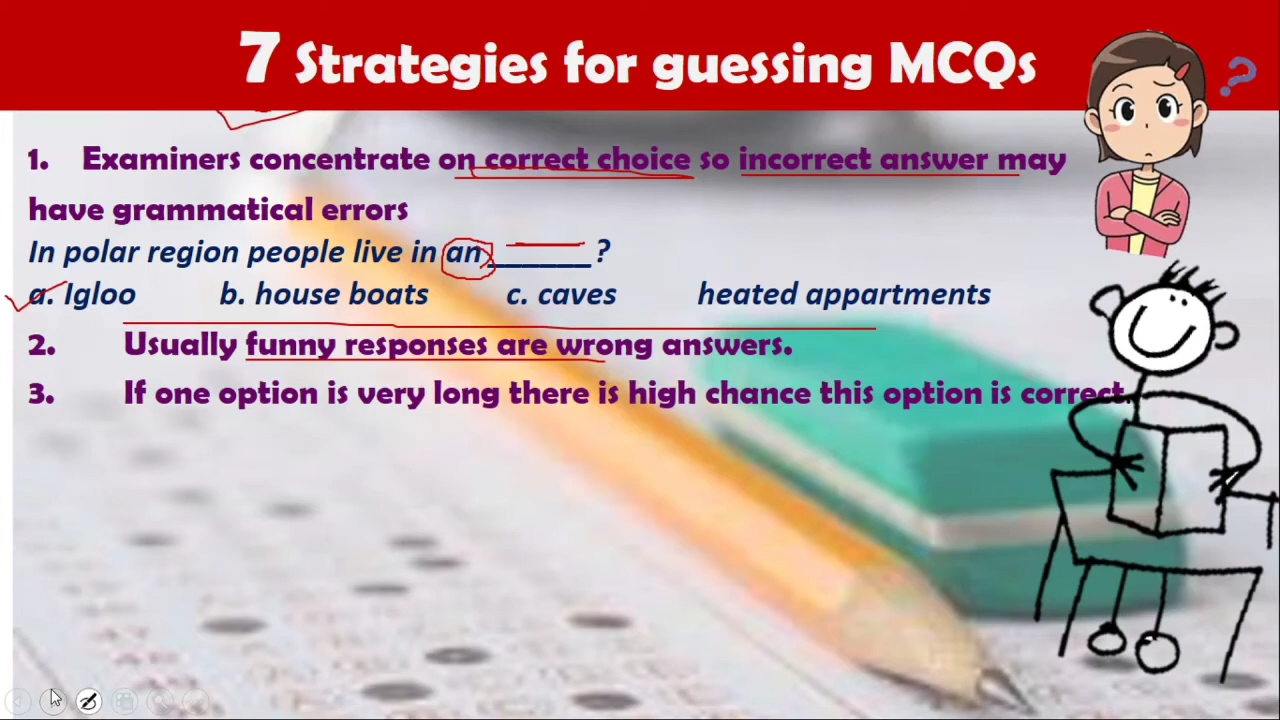 7 Strategies for guessing MCQs
?
1. Examiners concentrate on correct choice so incorrect answer may
have grammatical errors
In polar region people live in an ______?
a. Igloo b. house boats c. caves heated appartments
2. Usually funny responses are wrong answers.
3. If one option is very long there is high chance this option is correct.